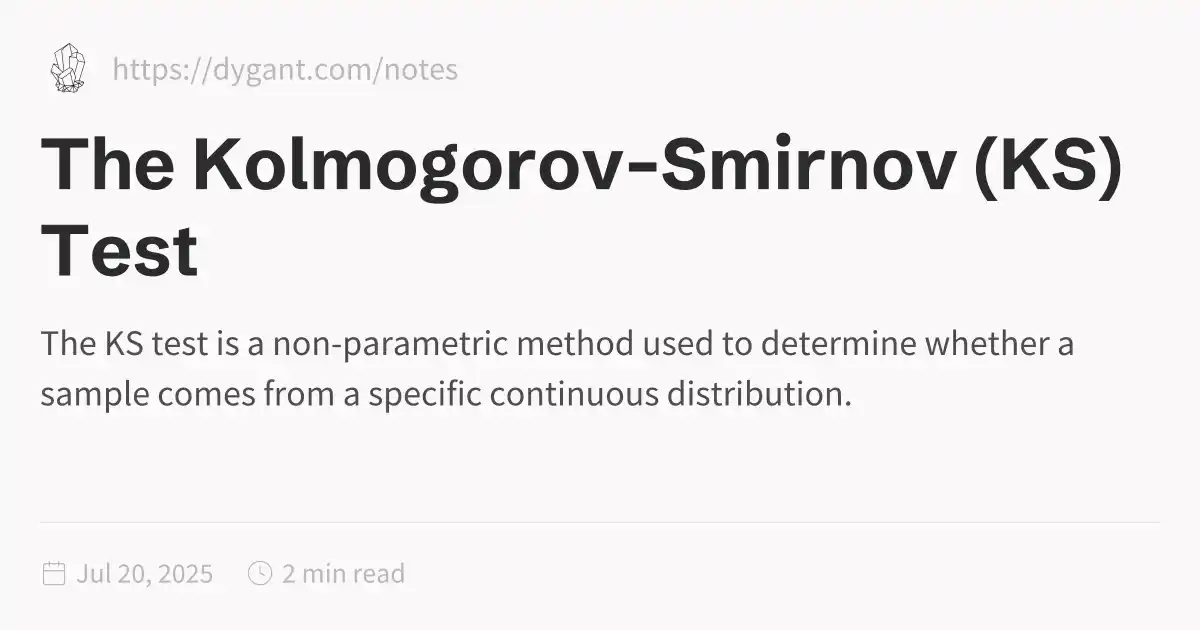 https://dygant.com/notes
The Kolmogorov-Smirnov (KS)
Test
The KS test is a non-parametric method used to determine whether a
sample comes from a specific continuous distribution.
Jul 20, 2025 2 min read